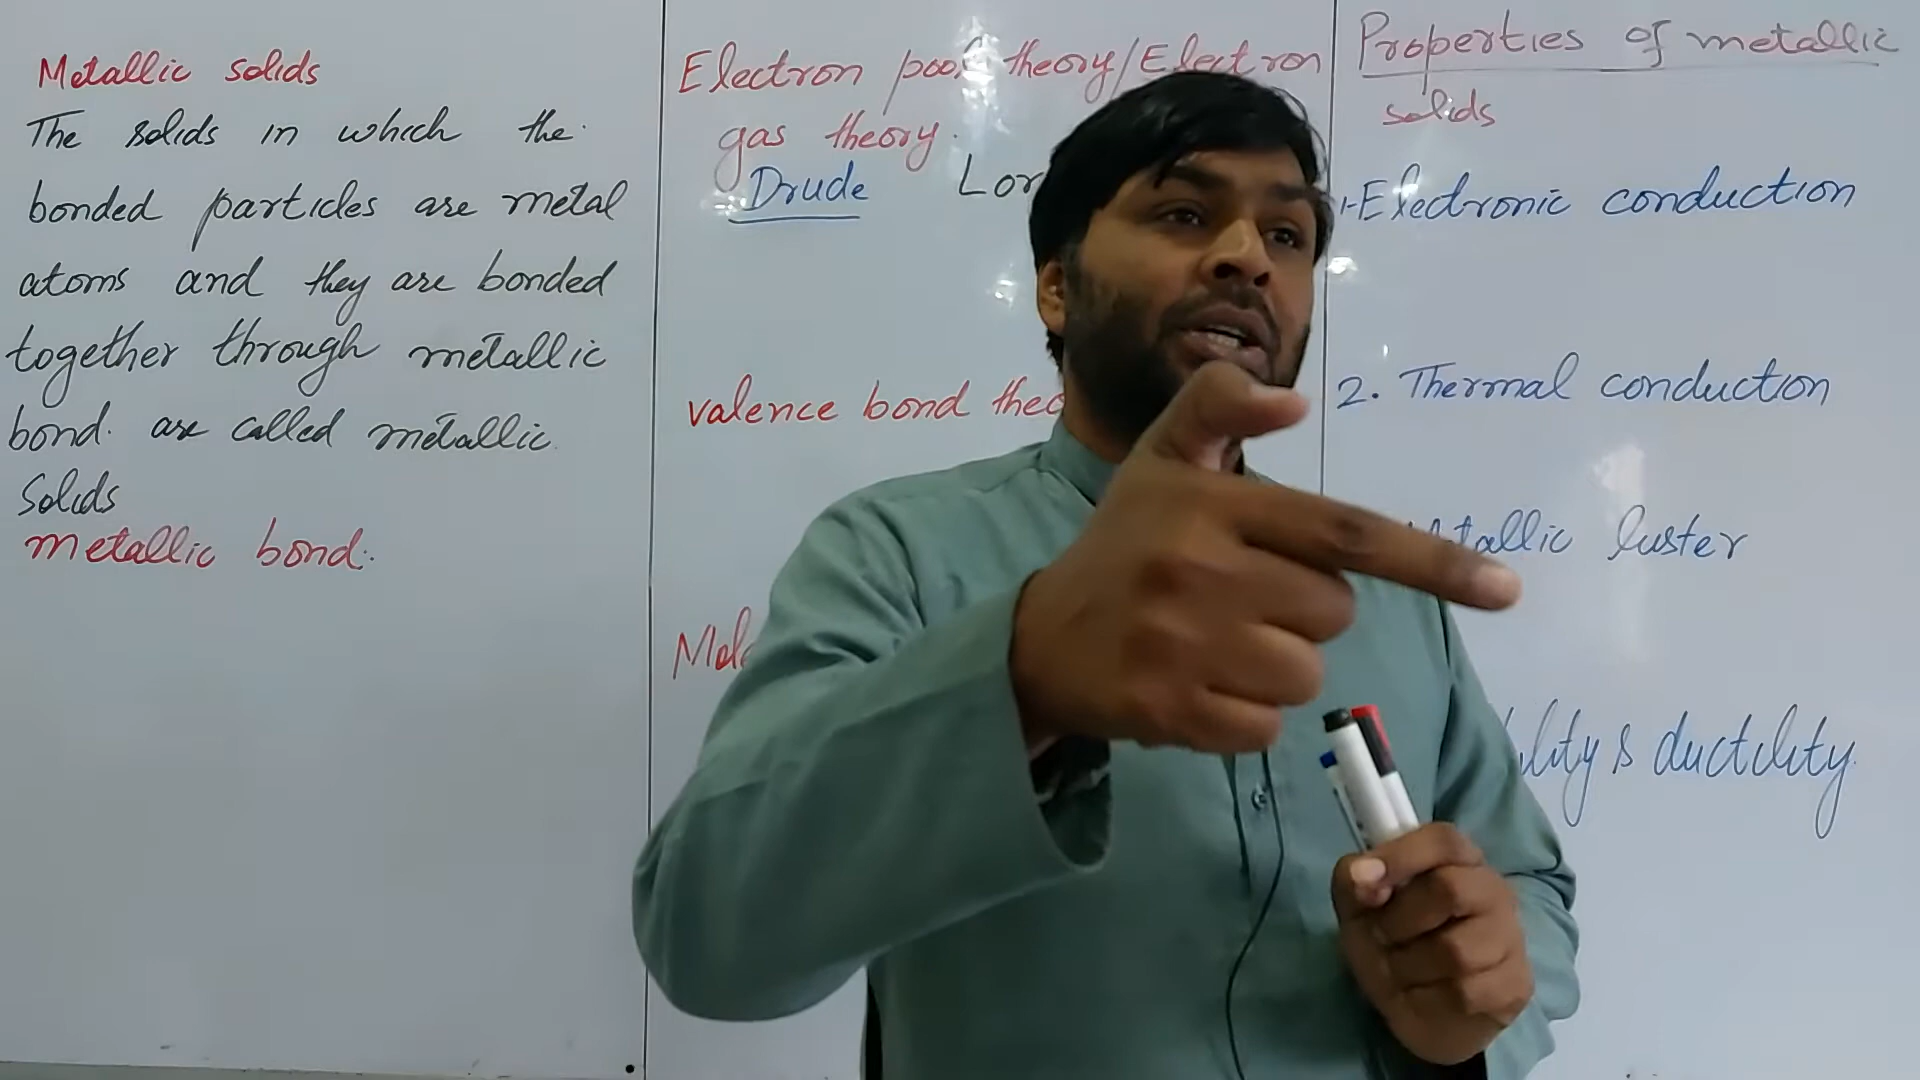 Metallic solids
The solids in which the
bonded particles are metal
atoms and they are bonded
together through metallic
bond. are called metallic.
Solids
metallic bond.
Electron pool theory/Electron
gas theory.
Drude
valence bond
Properties of metallic
solids
1-Electronic conduction
2. Thermal conduction
luster
& ductility.